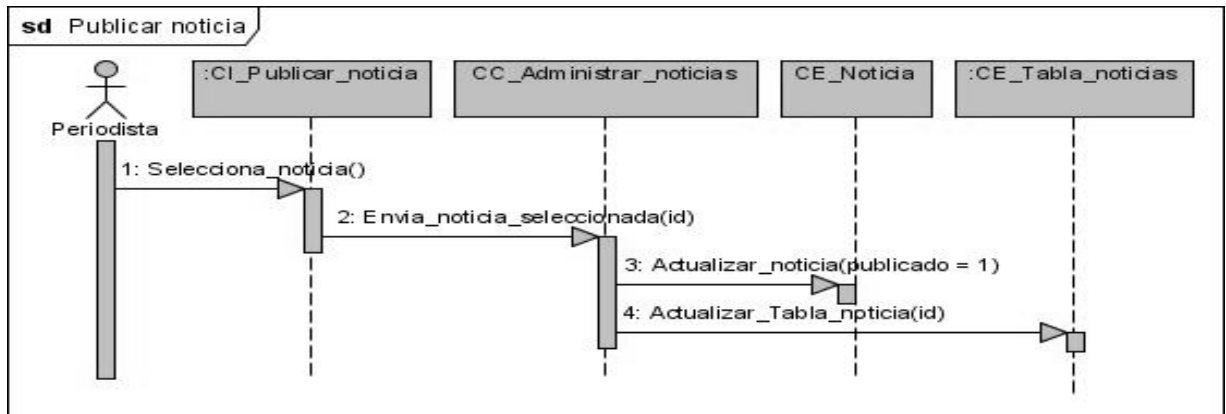 sd Publicar noticia
:CI_Publicar_noticia
CC_Administrar_noticias
CE_Noticia
:CE_Tabla_noticias
Periodista
1: Selecciona_noticia()
2: Envia_noticia_seleccionada(id)
3: Actualizar_noticia(publicado = 1)
4: Actualizar_Tabla_noticia(id)